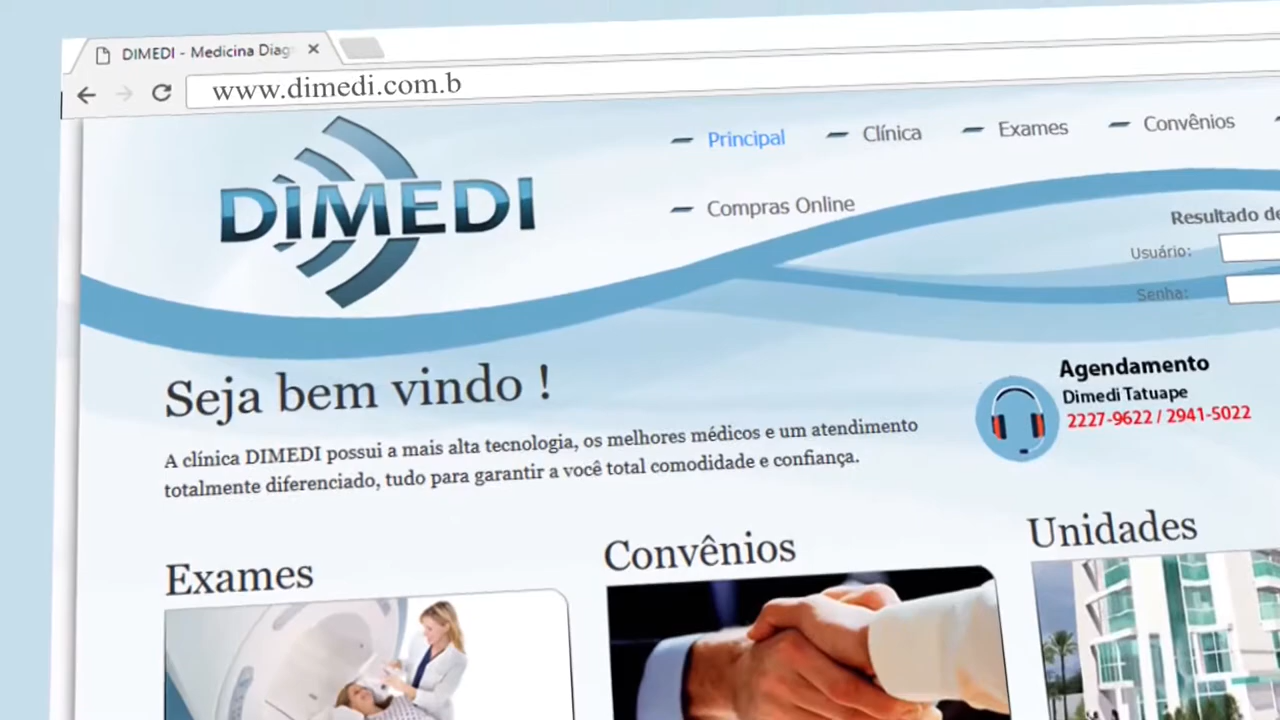 DIMEDI - Medicina Diag
www.dimedi.com.b
DIMEDI
Principal
Clínica
Exames
Convênios
Compras Online
Resultado de
Usuário:
Senha:
Seja bem vindo !
A clínica DIMEDI possui a mais alta tecnologia, os melhores médicos e um atendimento
totalmente diferenciado, tudo para garantir a você total comodidade e confiança.
Agendamento
Dimedi Tatuape
2227-9622 / 2941-5022
Exames
Convênios
Unidades